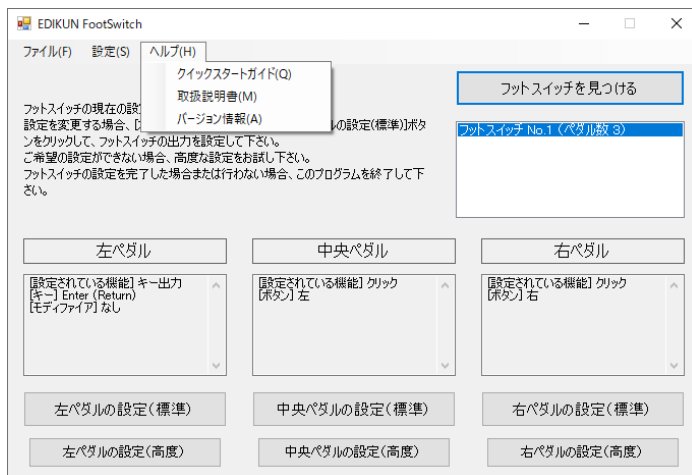 EDIKUN FootSwitch
ファイル(F) 設定(S) ヘルプ(H)
クイックスタートガイド(Q)
取扱説明書(M)
バージョン情報(A)
フットスイッチを見つける
フットスイッチ No.1 (ペダル数 3)
フットスイッチの現在の設
設定を変更する場合、 の設定(標準)]ボタ
ンをクリックして、フットスイッチの出力を設定して下さい。
ご希望の設定ができない場合、高度な設定をお試し下さい。
フットスイッチの設定を完了した場合または行わない場合、このプログラムを終了して下
さい。
左ペダル 中央ペダル 右ペダル
[設定されている機能] キー出力
[キー] Enter (Return)
[モディファイア] なし
[設定されている機能] クリック
[ボタン] 左
[設定されている機能] クリック
[ボタン] 右
左ペダルの設定(標準) 中央ペダルの設定(標準) 右ペダルの設定(標準)
左ペダルの設定(高度) 中央ペダルの設定(高度) 右ペダルの設定(高度)